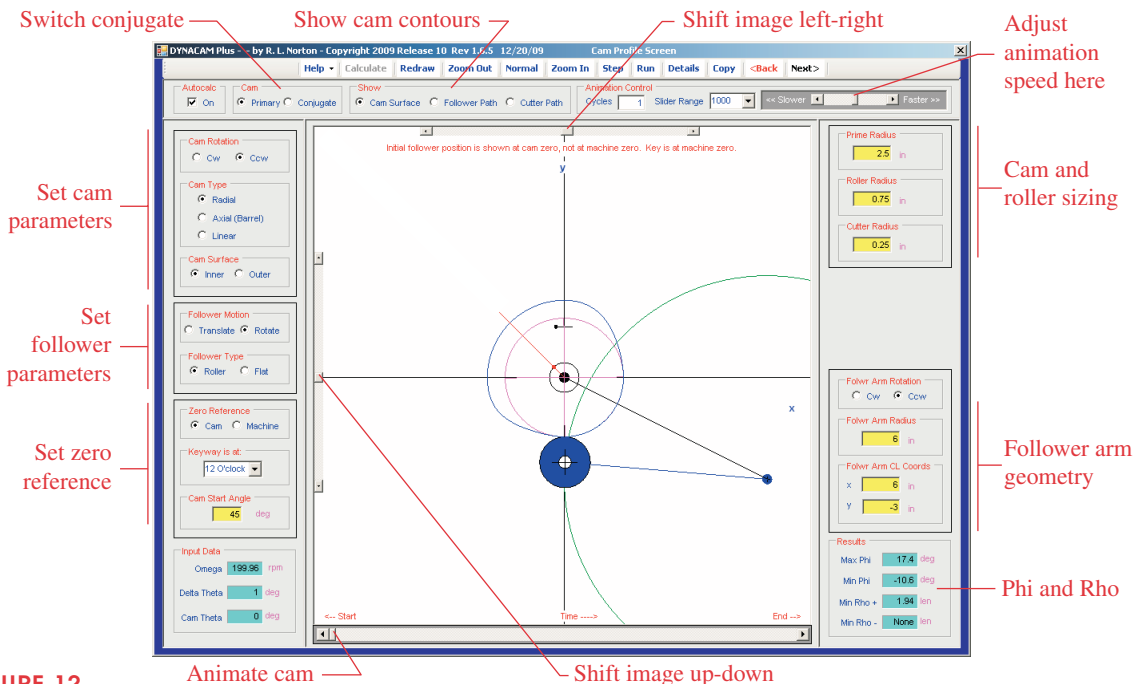 Switch conjugate
Show cam contours
Shift image left-right
Adjust
animation
speed here
DYNACAM Plus - - by R. L. Norton - Copyright 2009 Release 10 Rev 1.6.5 12/20/09 Cam Profile Screen
Help Calculate Redraw Zoom Out Normal Zoom In Step Run Details Copy <Back Next>
Autocalc
On
Cam
Primary Conjugate
Show
Cam Surface Follower Path Cutter Path
Animation Control
Cycles 1 Slider Range 1000
<< Slower Faster >>
Set cam
parameters
Cam Rotation
Cw Ccw
Cam Type
Radial
Axial (Barrel)
Linear
Cam Surface
Inner Outer
Set
follower
parameters
Follower Motion
Translate Rotate
Follower Type
Roller Flat
Set zero
reference
Zero Reference
Cam Machine
Keyway is at:
12 O'clock
Cam Start Angle
45 deg
Input Data
Omega 199.96 rpm
Delta Theta 1 deg
Cam Theta 0 deg
Initial follower position is shown at cam zero, not at machine zero. Key is at machine zero.
y
x
<-- Start Time ----> End -->
Prime Radius
2.5 in
Roller Radius
0.75 in
Cutter Radius
0.25 in
Cam and
roller sizing
Folwr Arm Rotation
Cw Ccw
Folwr Arm Radius
6 in
Folwr Arm CL Coords
x 6 in
y -3 in
Follower arm
geometry
Results
Max Phi 17.4 deg
Min Phi -10.6 deg
Min Rho + 1.94 len
Min Rho - None len
Phi and Rho
Animate cam
Shift image up-down